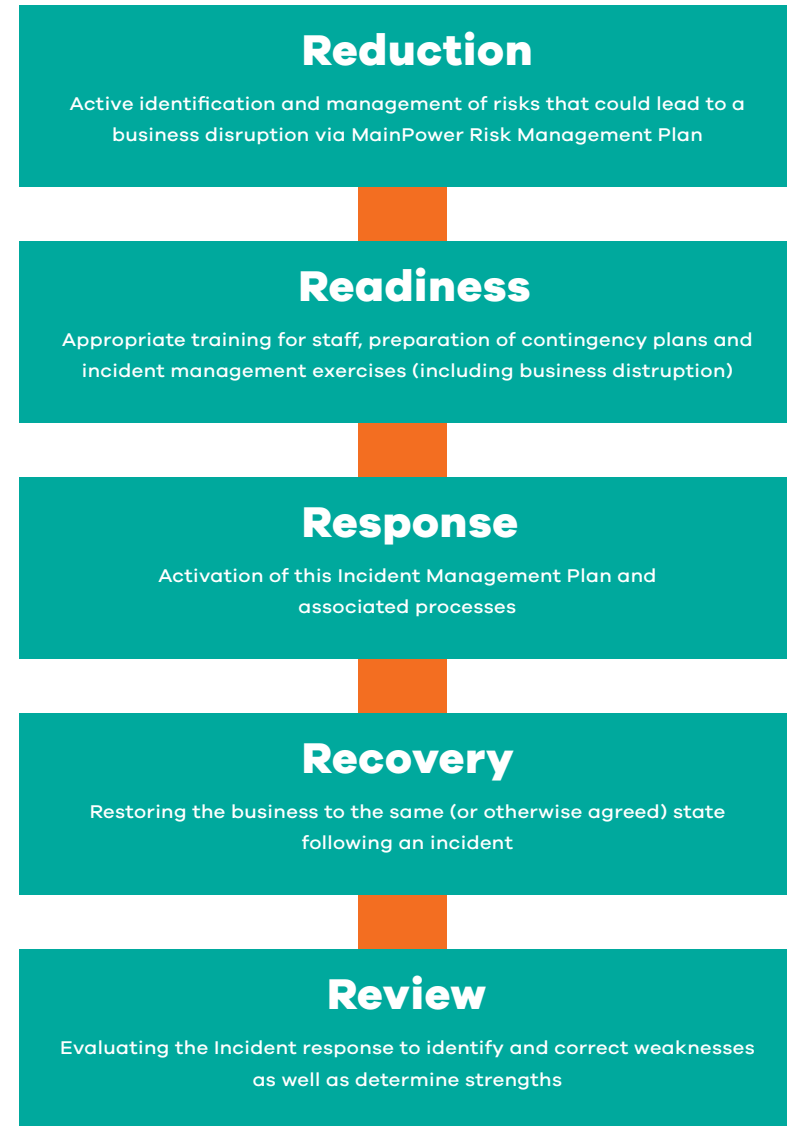 Reduction
Active identification and management of risks that could lead to a
business disruption via MainPower Risk Management Plan
Readiness
Appropriate training for staff, preparation of contingency plans and
incident management exercises (including business distruption)
Response
Activation of this Incident Management Plan and
associated processes
Recovery
Restoring the business to the same (or otherwise agreed) state
following an incident
Review
Evaluating the Incident response to identify and correct weaknesses
as well as determine strengths